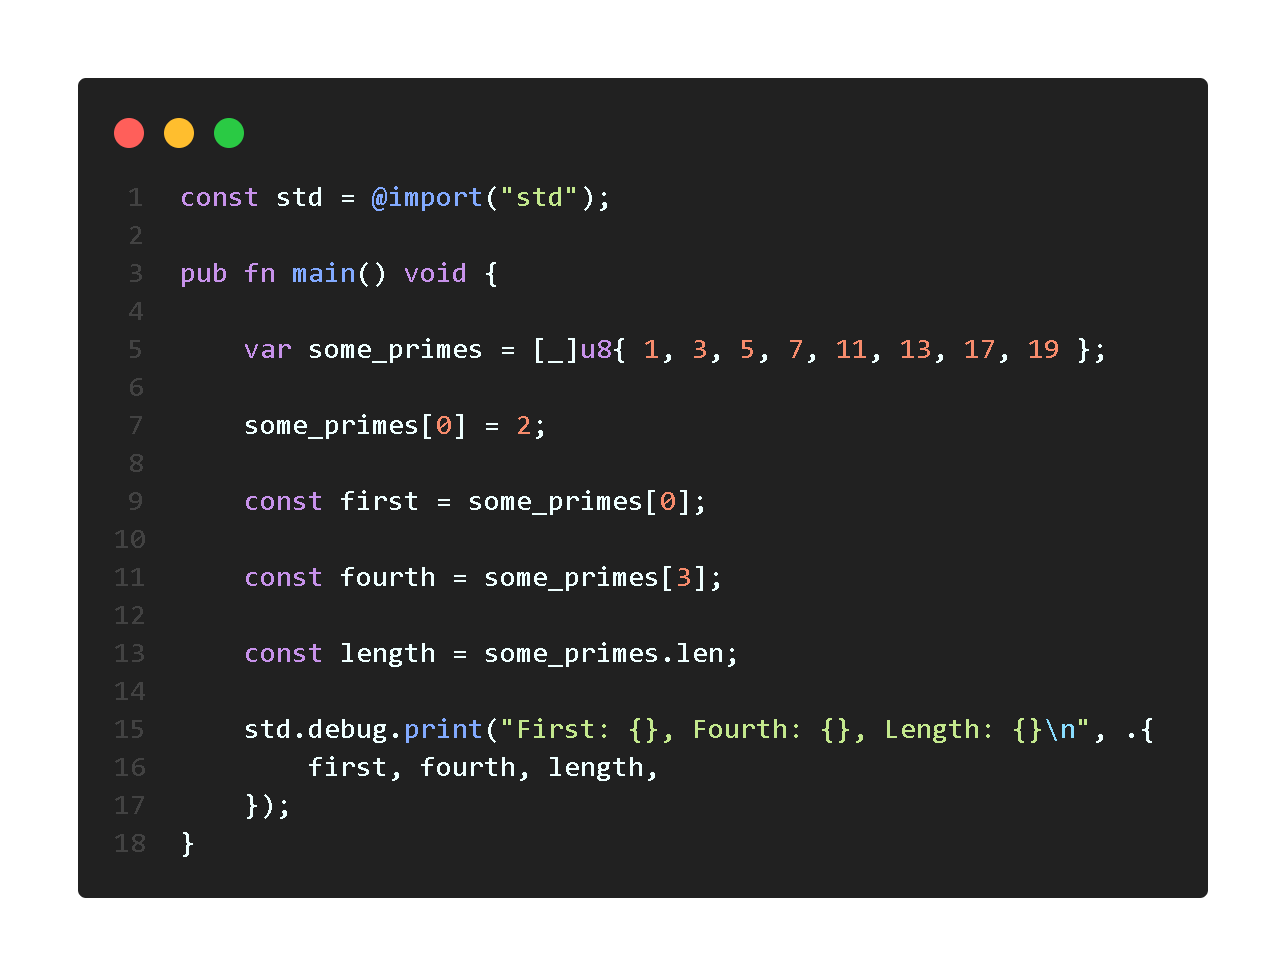 1 const std = @import("std");
2
3 pub fn main() void {
4
5     var some_primes = [_]u8{ 1, 3, 5, 7, 11, 13, 17, 19 };
6
7     some_primes[0] = 2;
8
9     const first = some_primes[0];
10
11     const fourth = some_primes[3];
12
13     const length = some_primes.len;
14
15     std.debug.print("First: {}, Fourth: {}, Length: {}\n", .{
16         first, fourth, length,
17     });
18 }